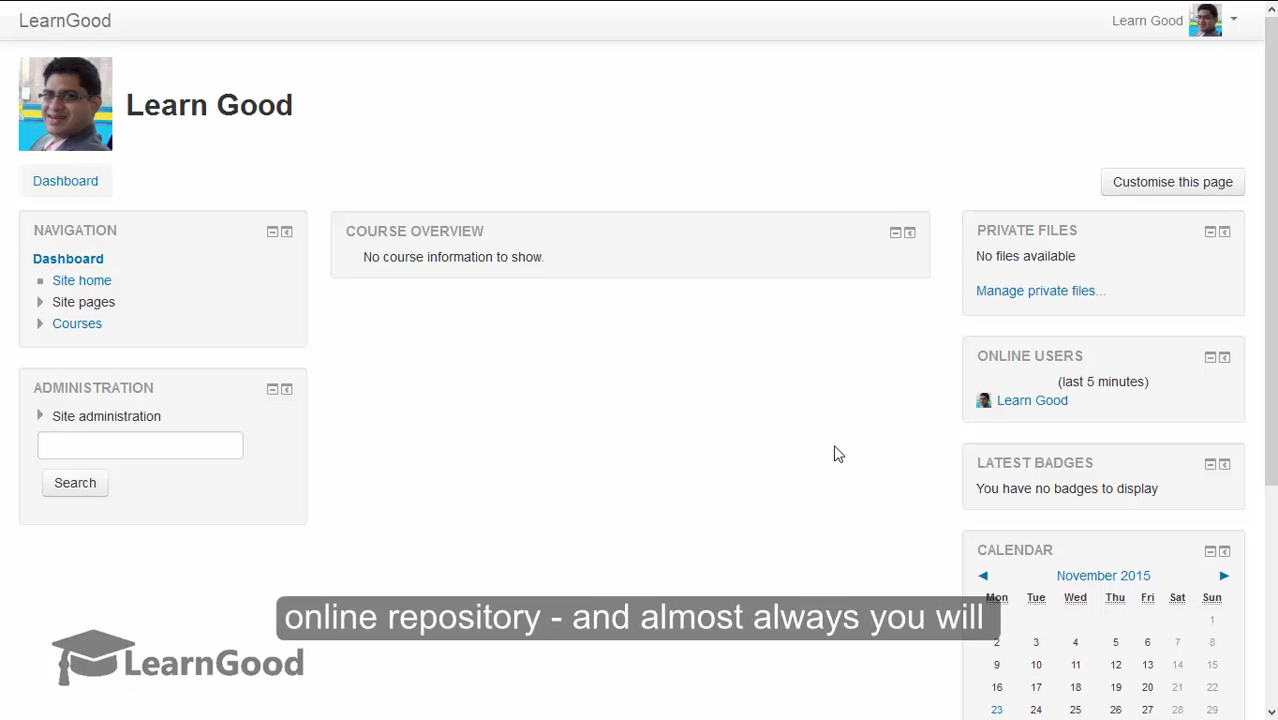 LearnGood
Learn Good
Learn Good
Dashboard
Customise this page
NAVIGATION
Dashboard
Site home
Site pages
Courses
ADMINISTRATION
Site administration
Search
COURSE OVERVIEW
No course information to show.
PRIVATE FILES
No files available
Manage private files...
ONLINE USERS
(last 5 minutes)
Learn Good
LATEST BADGES
You have no badges to display
CALENDAR
November 2015
Mon Tue Wed Thu Fri Sat Sun
1
2 3 4 5 6 7 8
9 10 11 12 13 14 15
16 17 18 19 20 21 22
23 24 25 26 27 28 29
online repository - and almost always you will
LearnGood